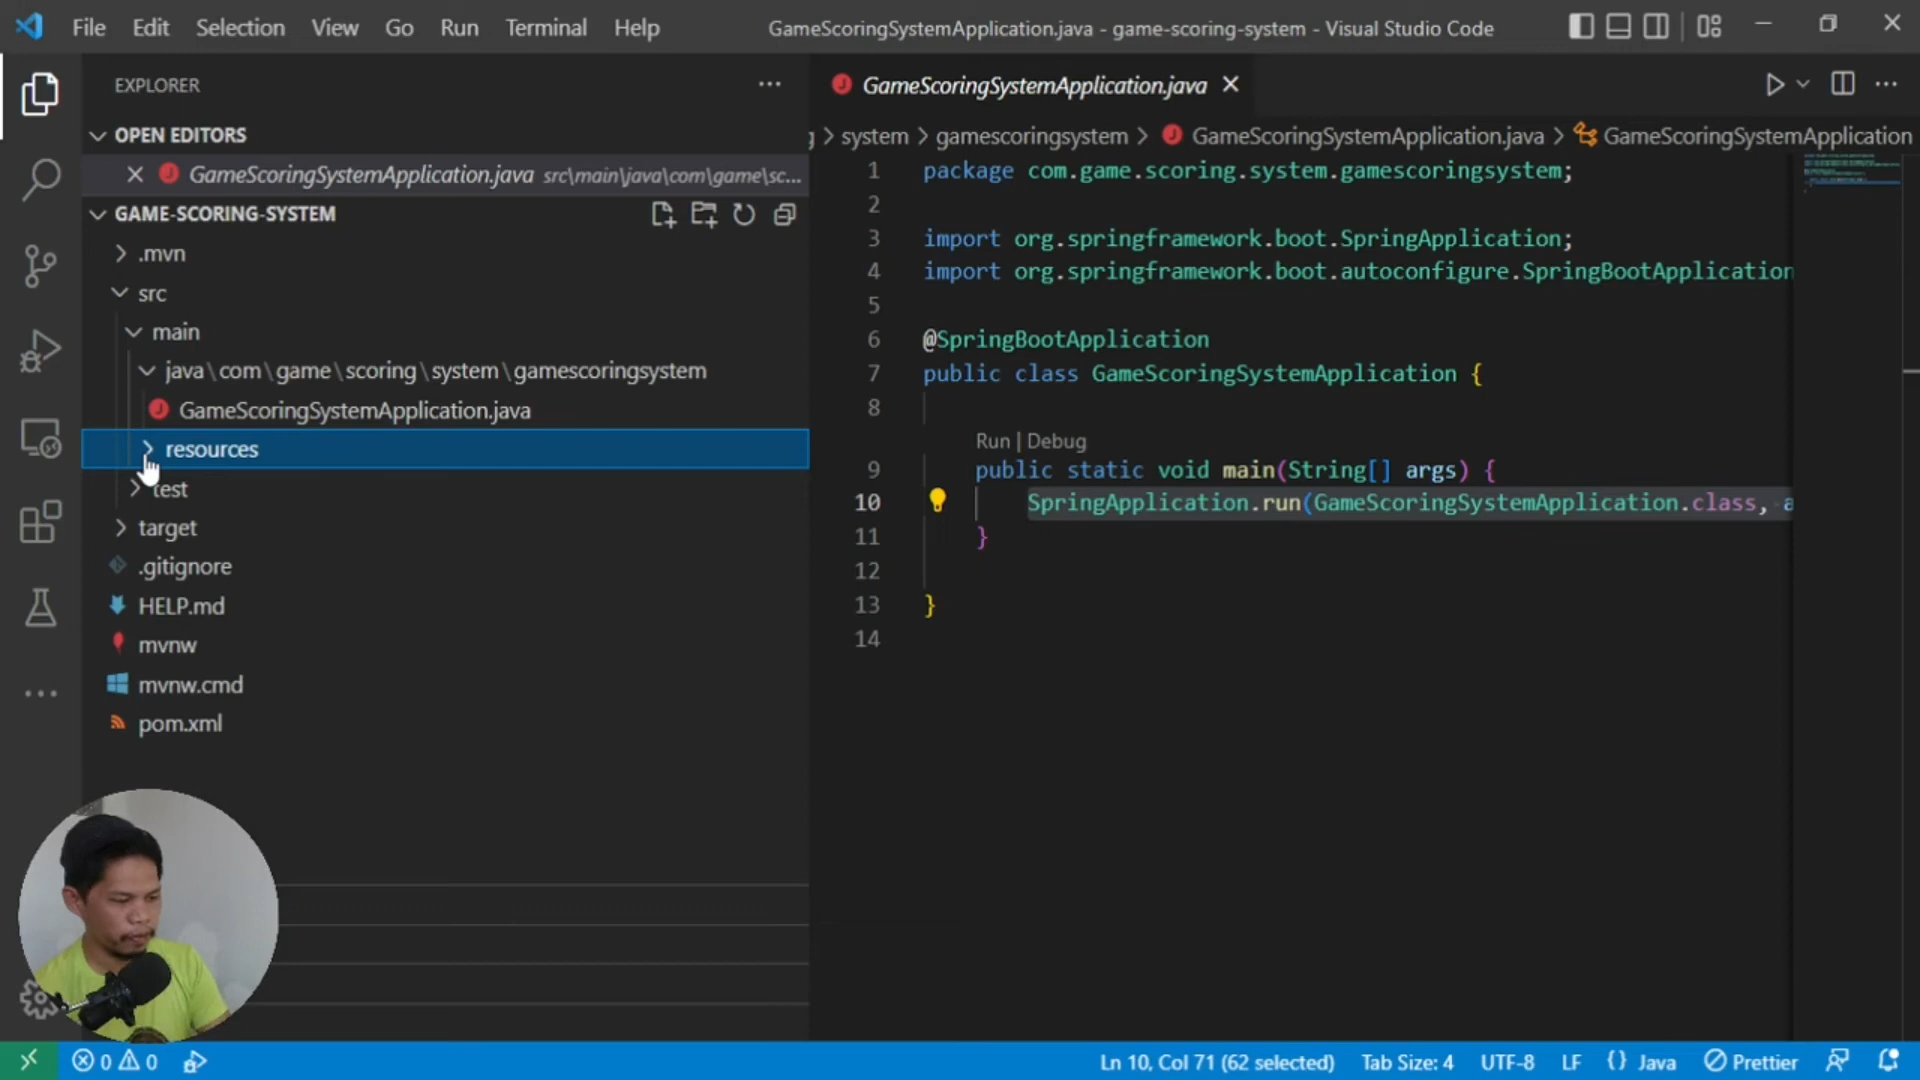 File Edit Selection View Go Run Terminal Help
GameScoringSystemApplication.java - game-scoring-system - Visual Studio Code
EXPLORER
OPEN EDITORS
GameScoringSystemApplication.java src\main\java\com\game\sc...
GAME-SCORING-SYSTEM
.mvn
src
main
java\com\game\scoring\system\gamescoringsystem
GameScoringSystemApplication.java
resources
test
target
.gitignore
HELP.md
mvnw
mvnw.cmd
pom.xml
GameScoringSystemApplication.java
system > gamescoringsystem > GameScoringSystemApplication.java > GameScoringSystemApplication
1 package com.game.scoring.system.gamescoringsystem;
2
3 import org.springframework.boot.SpringApplication;
4 import org.springframework.boot.autoconfigure.SpringBootApplication
5
6 @SpringBootApplication
7 public class GameScoringSystemApplication {
8
Run | Debug
9 public static void main(String[] args) {
10 SpringApplication.run(GameScoringSystemApplication.class, a
11 }
12
13 }
14
0 0
Ln 10, Col 71 (62 selected) Tab Size: 4 UTF-8 LF {} Java Prettier